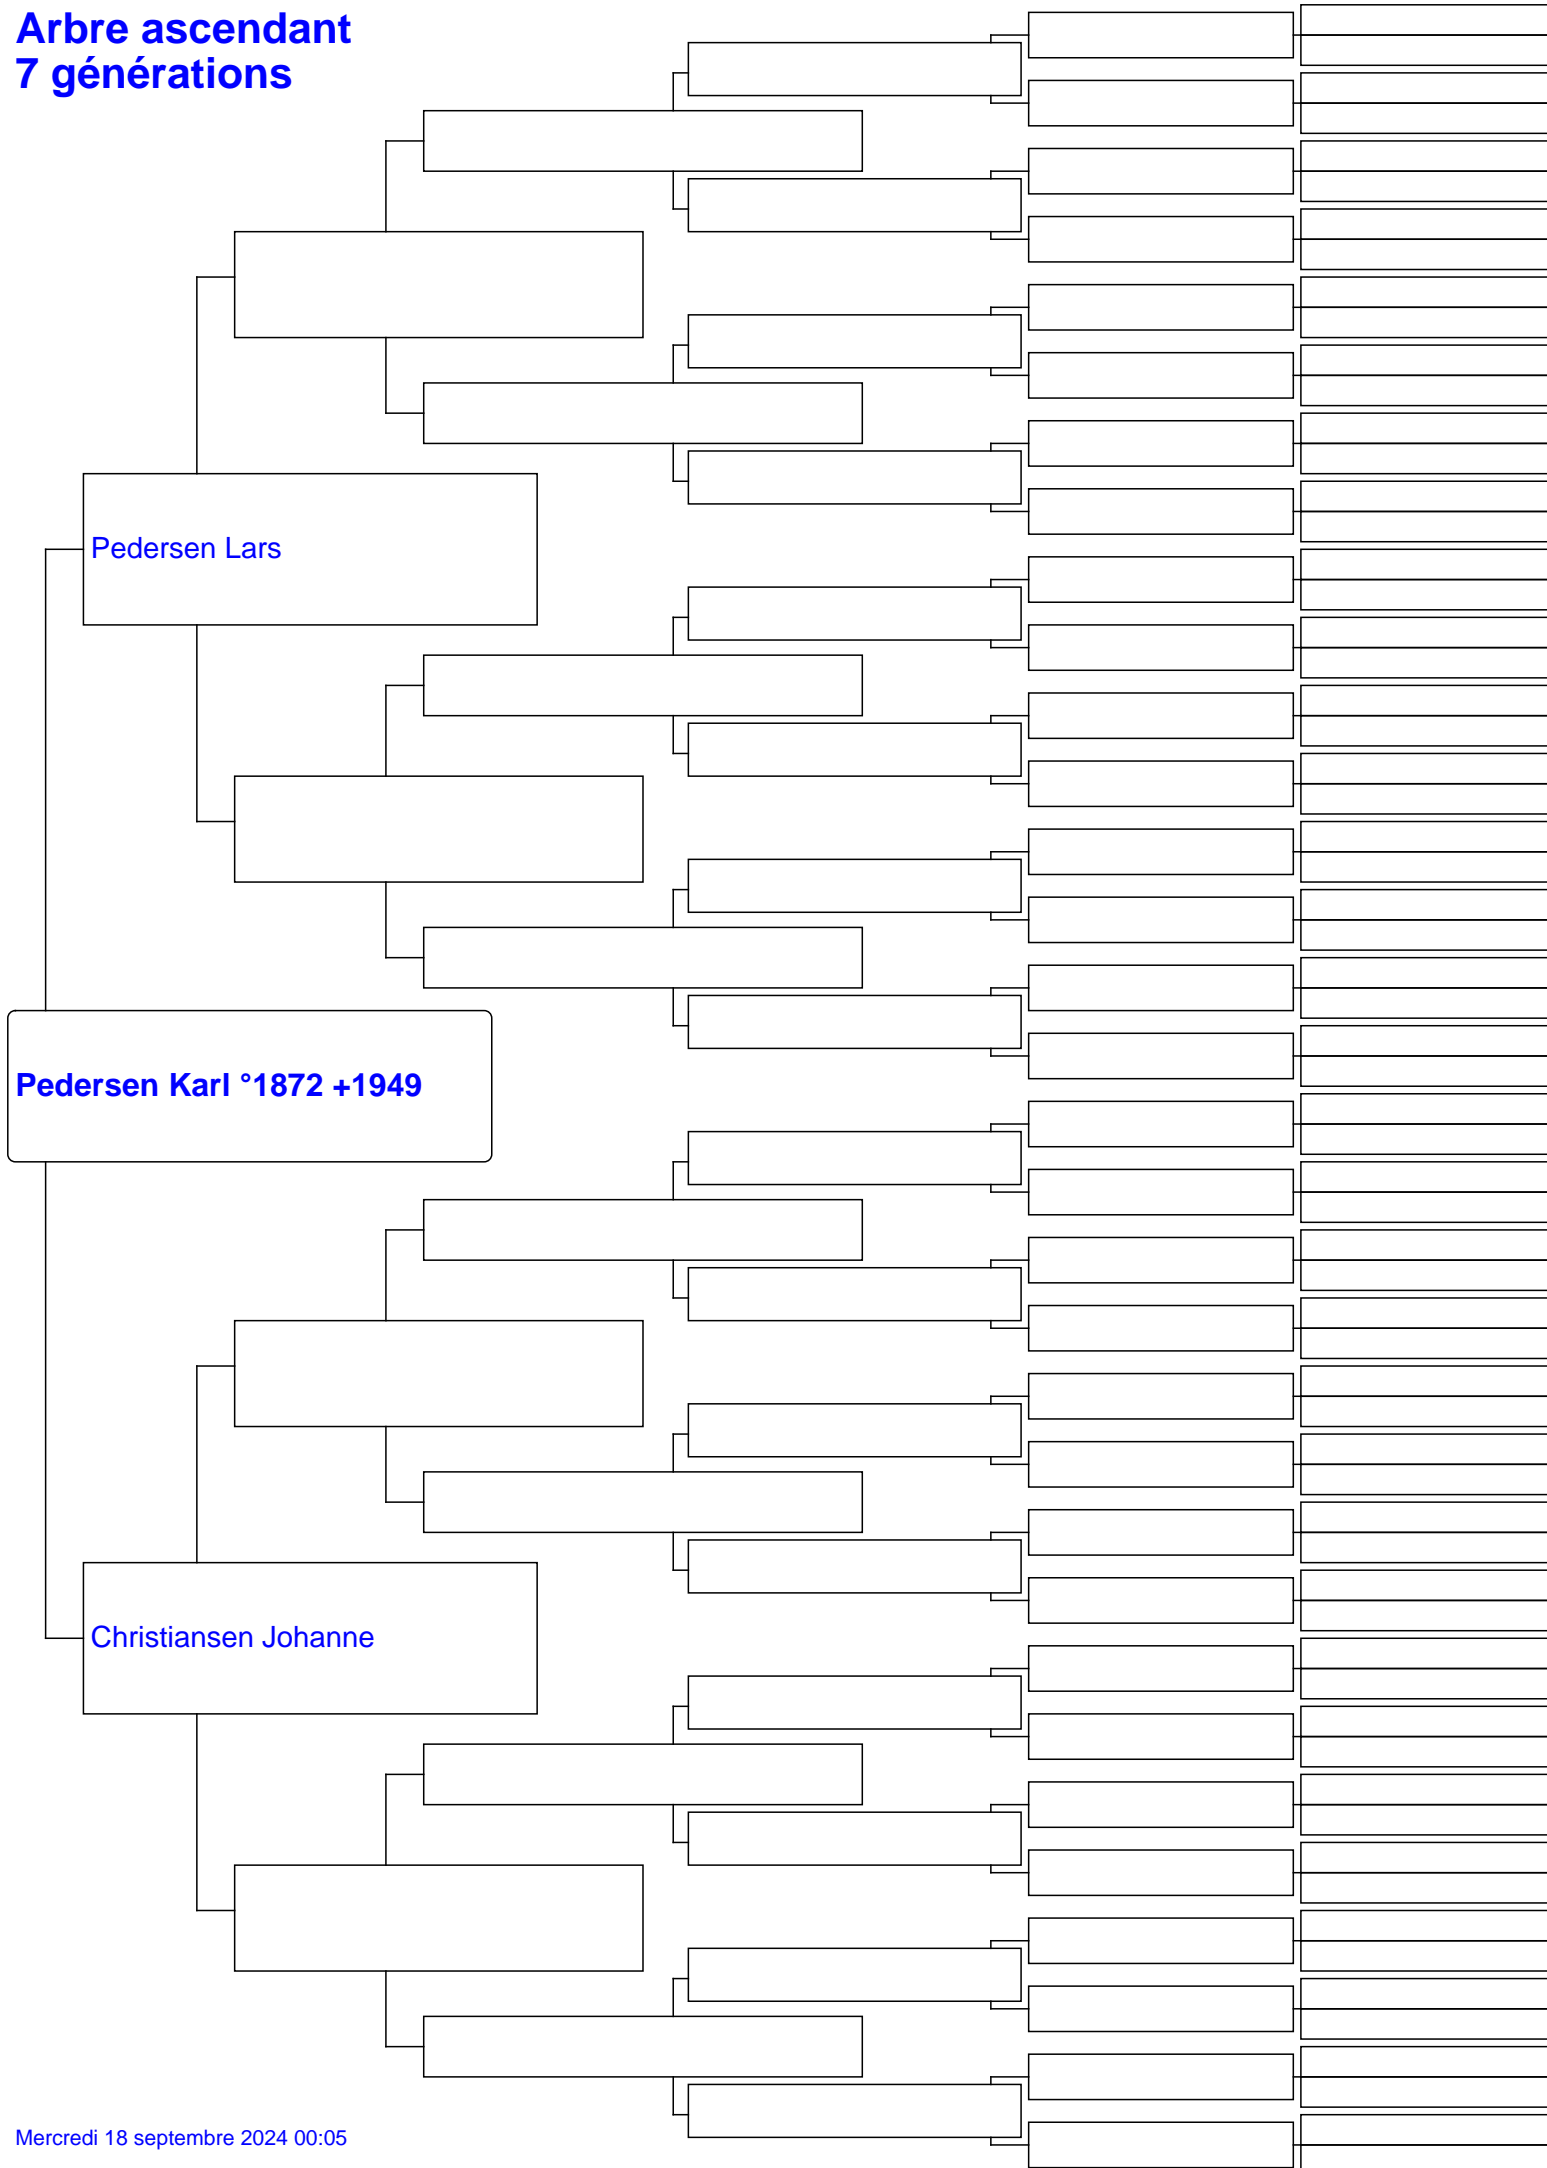 Arbre ascendant
7 générations
Pedersen Lars
Pedersen Karl °1872 +1949
Christiansen Johanne
Mercredi 18 septembre 2024 00:05